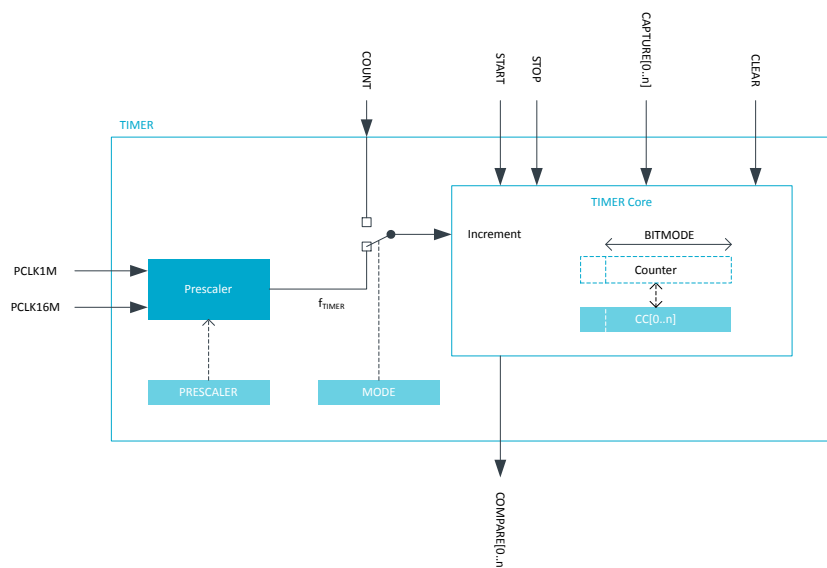 COUNT
START
STOP
CAPTURE[0..n]
CLEAR
TIMER
TIMER Core
Increment
BITMODE
Counter
CC[0..n]
PCLK1M
PCLK16M
Prescaler
fTIMER
PRESCALER
MODE
COMPARE[0..n